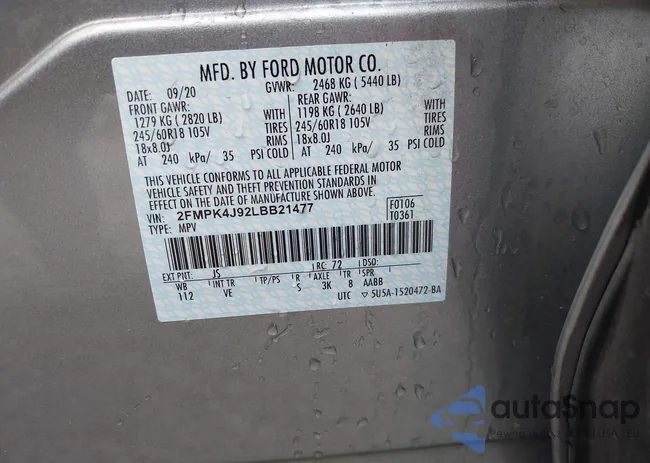 MFD. BY FORD MOTOR CO.
DATE: 09/20 GVWR: 2468 KG ( 5440 LB)
FRONT GAWR: REAR GAWR:
1279 KG ( 2820 LB) WITH 1198 KG ( 2640 LB) WITH
245/60R18 105V TIRES 245/60R18 105V TIRES
18x8.0J RIMS 18x8.0J RIMS
AT 240 kPa/ 35 PSI COLD AT 240 kPa/ 35 PSI COLD
THIS VEHICLE CONFORMS TO ALL APPLICABLE FEDERAL MOTOR
VEHICLE SAFETY AND THEFT PREVENTION STANDARDS IN
EFFECT ON THE DATE OF MANUFACTURE SHOWN ABOVE.
VIN: 2FMPK4J92LBB21477 F0106
TYPE: MPV T0361
EXT PNT: JS RC: 72 DSO:
WB INT TR TP/PS R AXLE TR SPR
112 VE S 3K 8 AABB
UTC 5U5A-1520472-BA
autoSnap